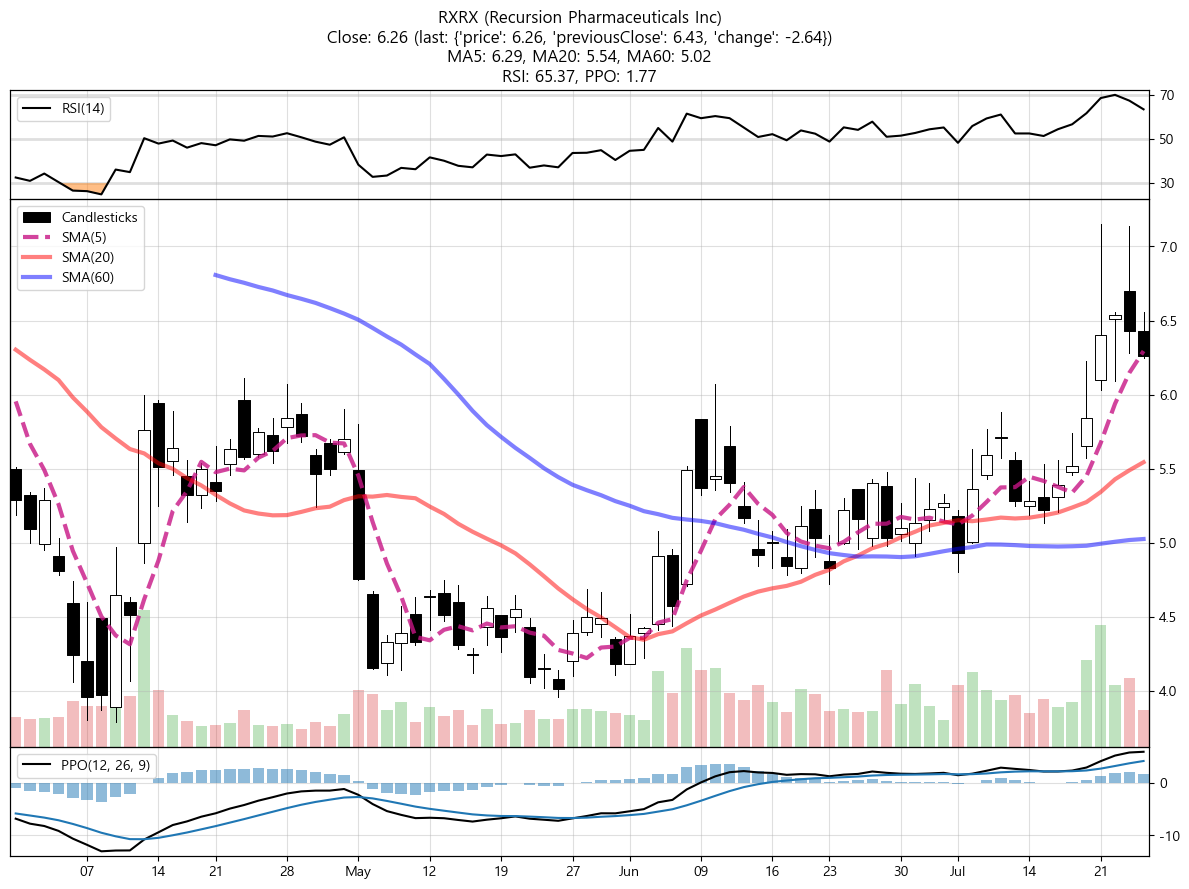 RXRX (Recursion Pharmaceuticals Inc)
Close: 6.26 (last: {'price': 6.26, 'previousClose': 6.43, 'change': -2.64})
MA5: 6.29, MA20: 5.54, MA60: 5.02
RSI: 65.37, PPO: 1.77
RSI(14)
70
50
30
Candlesticks
SMA(5)
SMA(20)
SMA(60)
7.0
6.5
6.0
5.5
5.0
4.5
4.0
PPO(12, 26, 9)
0
-10
07 14 21 28 May 12 19 27 Jun 09 16 23 30 Jul 14 21